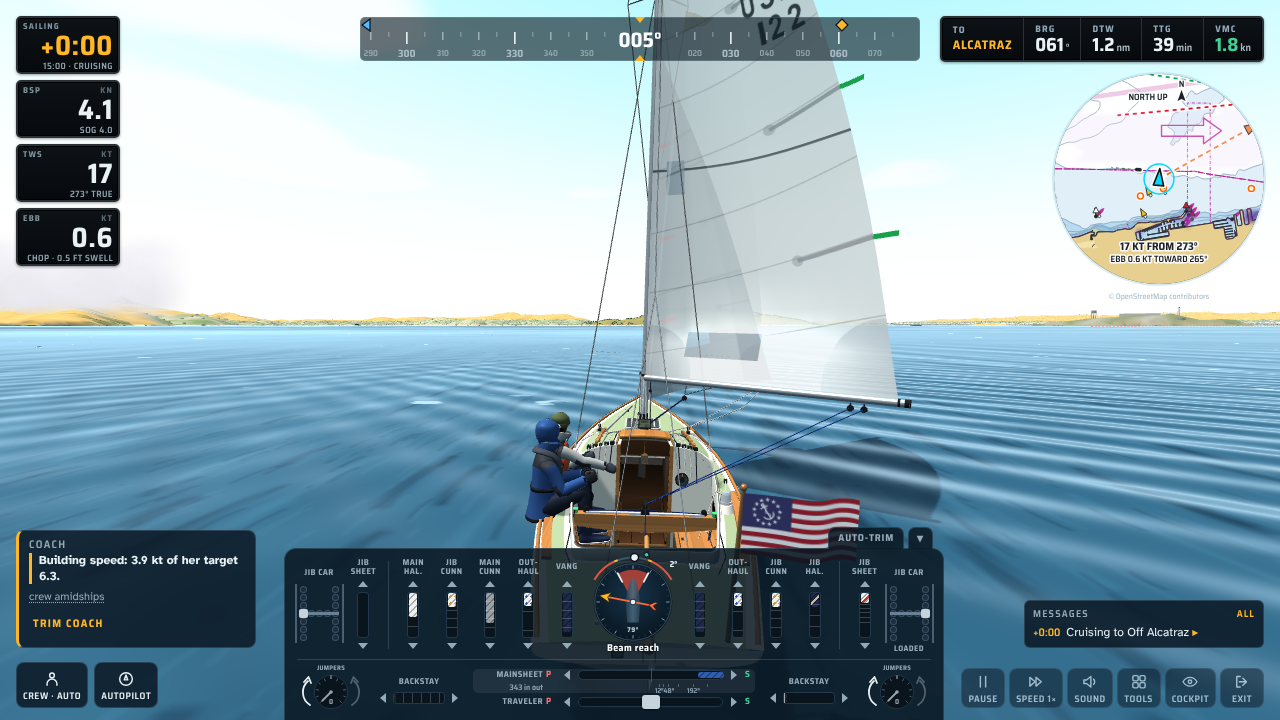 SAILING
+0:00
15:00 · CRUISING
BSP KN
4.1
SOG 4.0
TWS KT
17
273° TRUE
EBB KT
0.6
CHOP · 0.5 FT SWELL
290 300 320 330 340 350 005° 020 030 040 050 060 070
122
TO
ALCATRAZ
BRG
061°
DTW
1.2 nm
TTG
39 min
VMC
1.8 kn
N
NORTH UP
17 KT FROM 273°
EBB 0.6 KT TOWARD 265°
© OpenStreetMap contributors
COACH
Building speed: 3.9 kt of her target
6.3.
crew amidships
TRIM COACH
CREW · AUTO
AUTOPILOT
AUTO-TRIM ▼
JIB CAR
JIB SHEET
MAIN HAL.
JIB CUNN
MAIN CUNN
OUT-HAUL
VANG
2°
79°
Beam reach
VANG
OUT-HAUL
JIB CUNN
JIB HAL.
JIB SHEET
JIB CAR
LOADED
JUMPERS
0
BACKSTAY
MAINSHEET P S
343 in out
12'48" 192°
TRAVELER P S
BACKSTAY
JUMPERS
0
MESSAGES ALL
+0:00 Cruising to Off Alcatraz ▸
PAUSE
SPEED 1×
SOUND
TOOLS
COCKPIT
EXIT